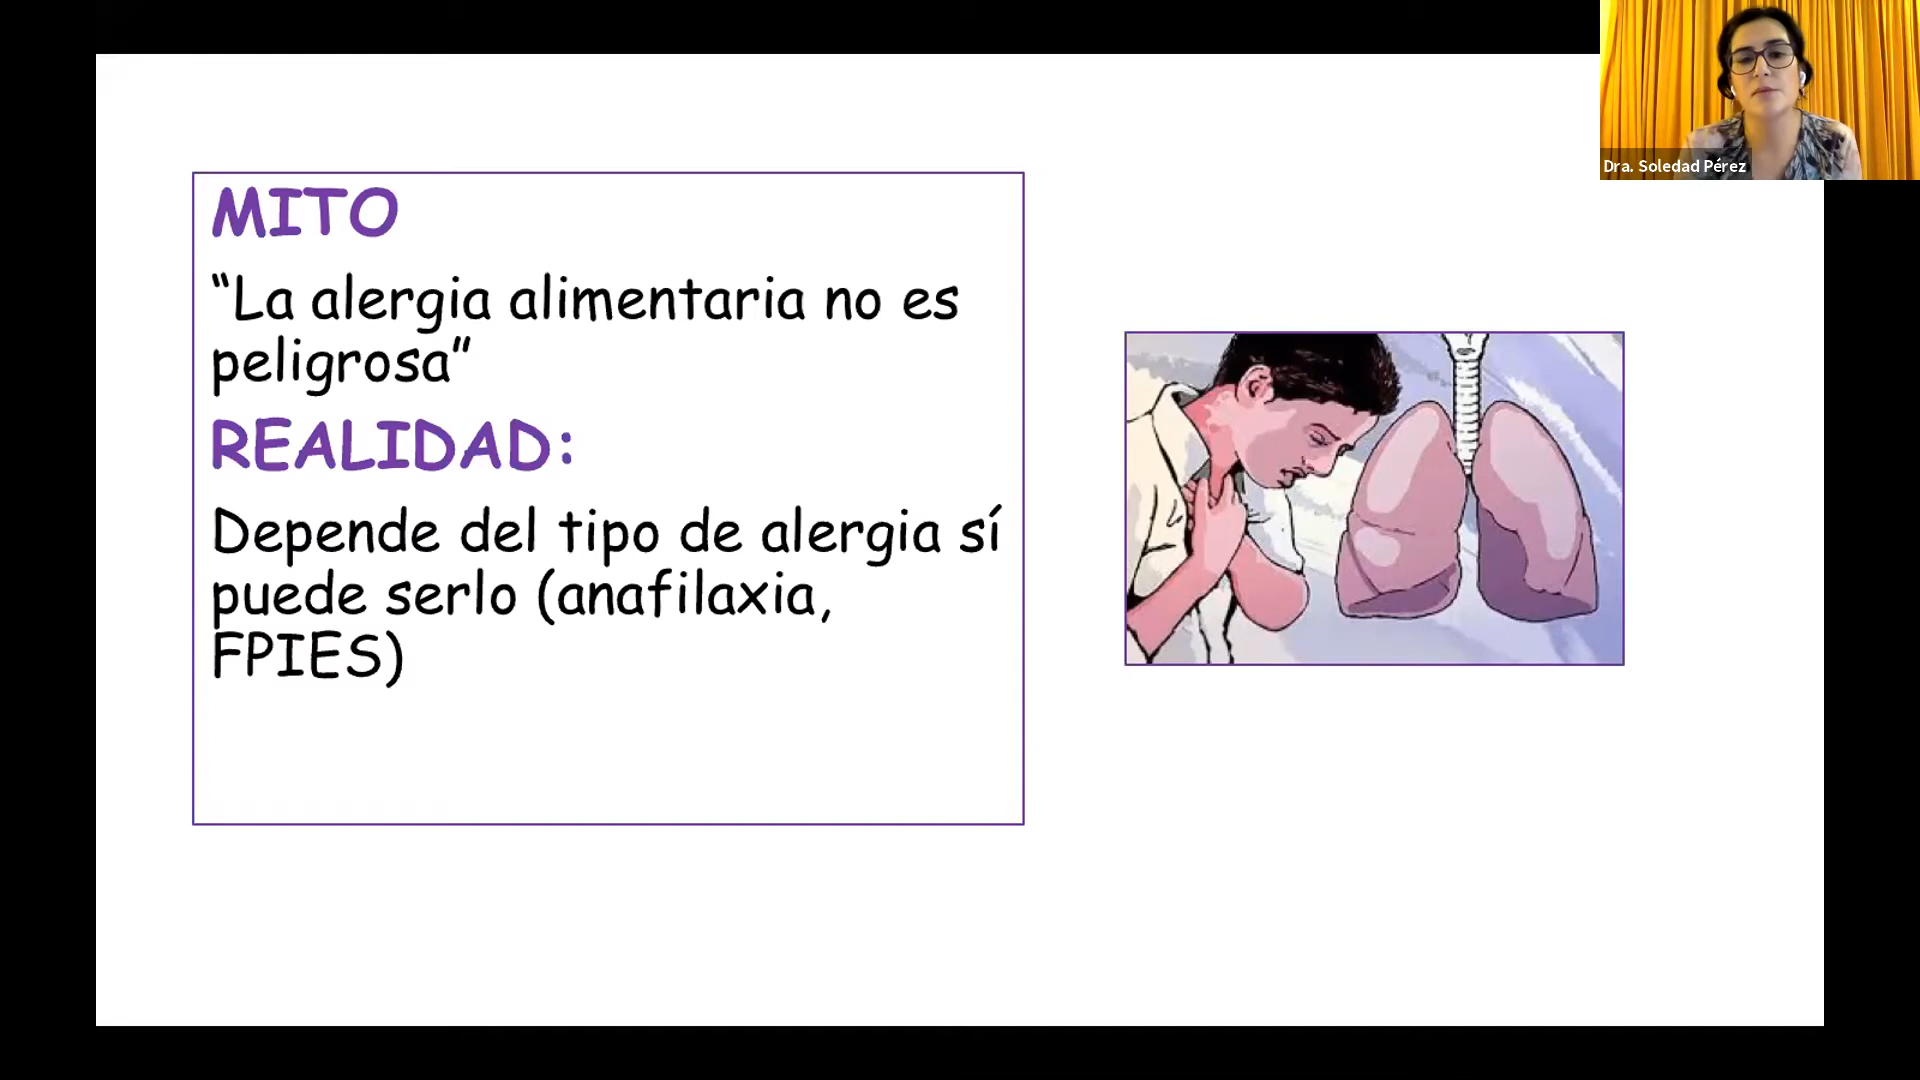 MITO
“La alergia alimentaria no es
peligrosa”
REALIDAD:
Depende del tipo de alergia sí
puede serlo (anafilaxia,
FPIES)
Dra. Soledad Pérez